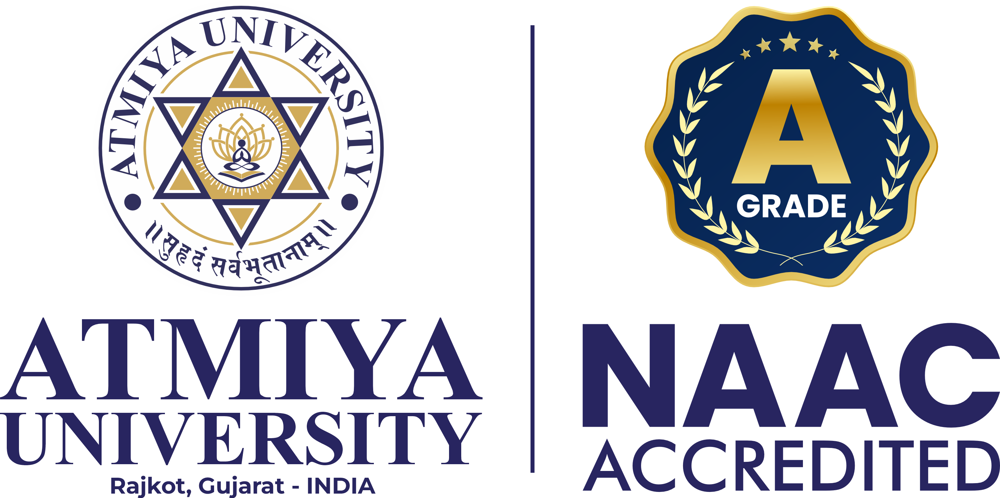 ATMIYA UNIVERSITY
॥ सुहृदं सर्वभूतानाम् ॥
ATMIYA
UNIVERSITY
Rajkot, Gujarat - INDIA
A
GRADE
NAAC
ACCREDITED